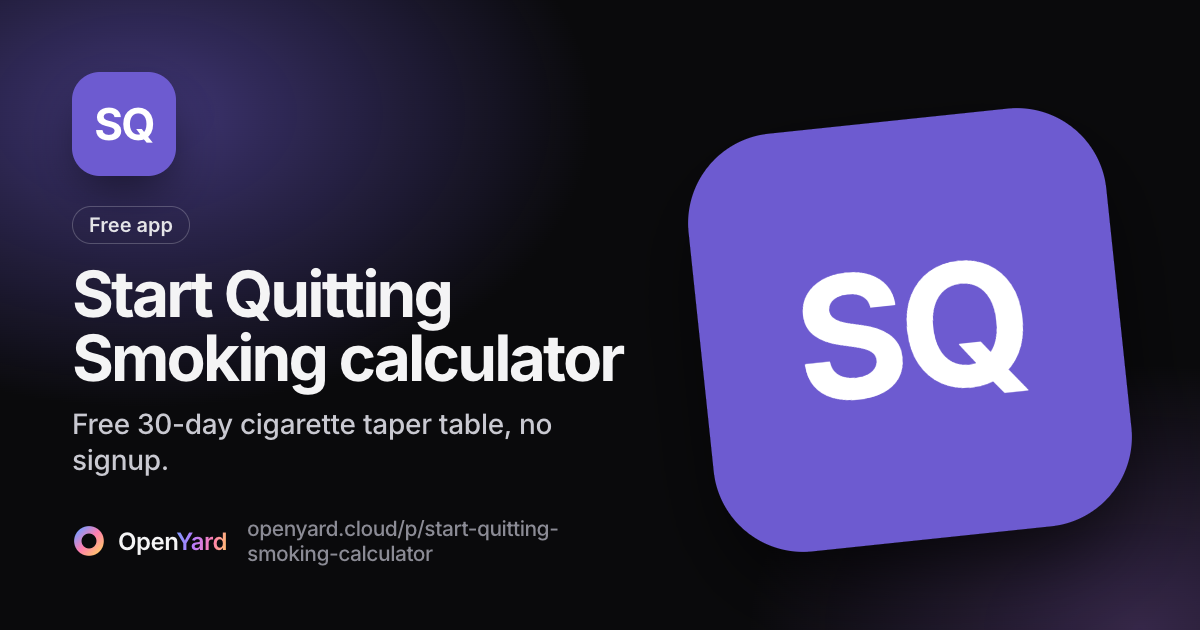 SQ
Free app
Start Quitting
Smoking calculator
Free 30-day cigarette taper table, no
signup.
OpenYard
openyard.cloud/p/start-quitting-
smoking-calculator
SQ